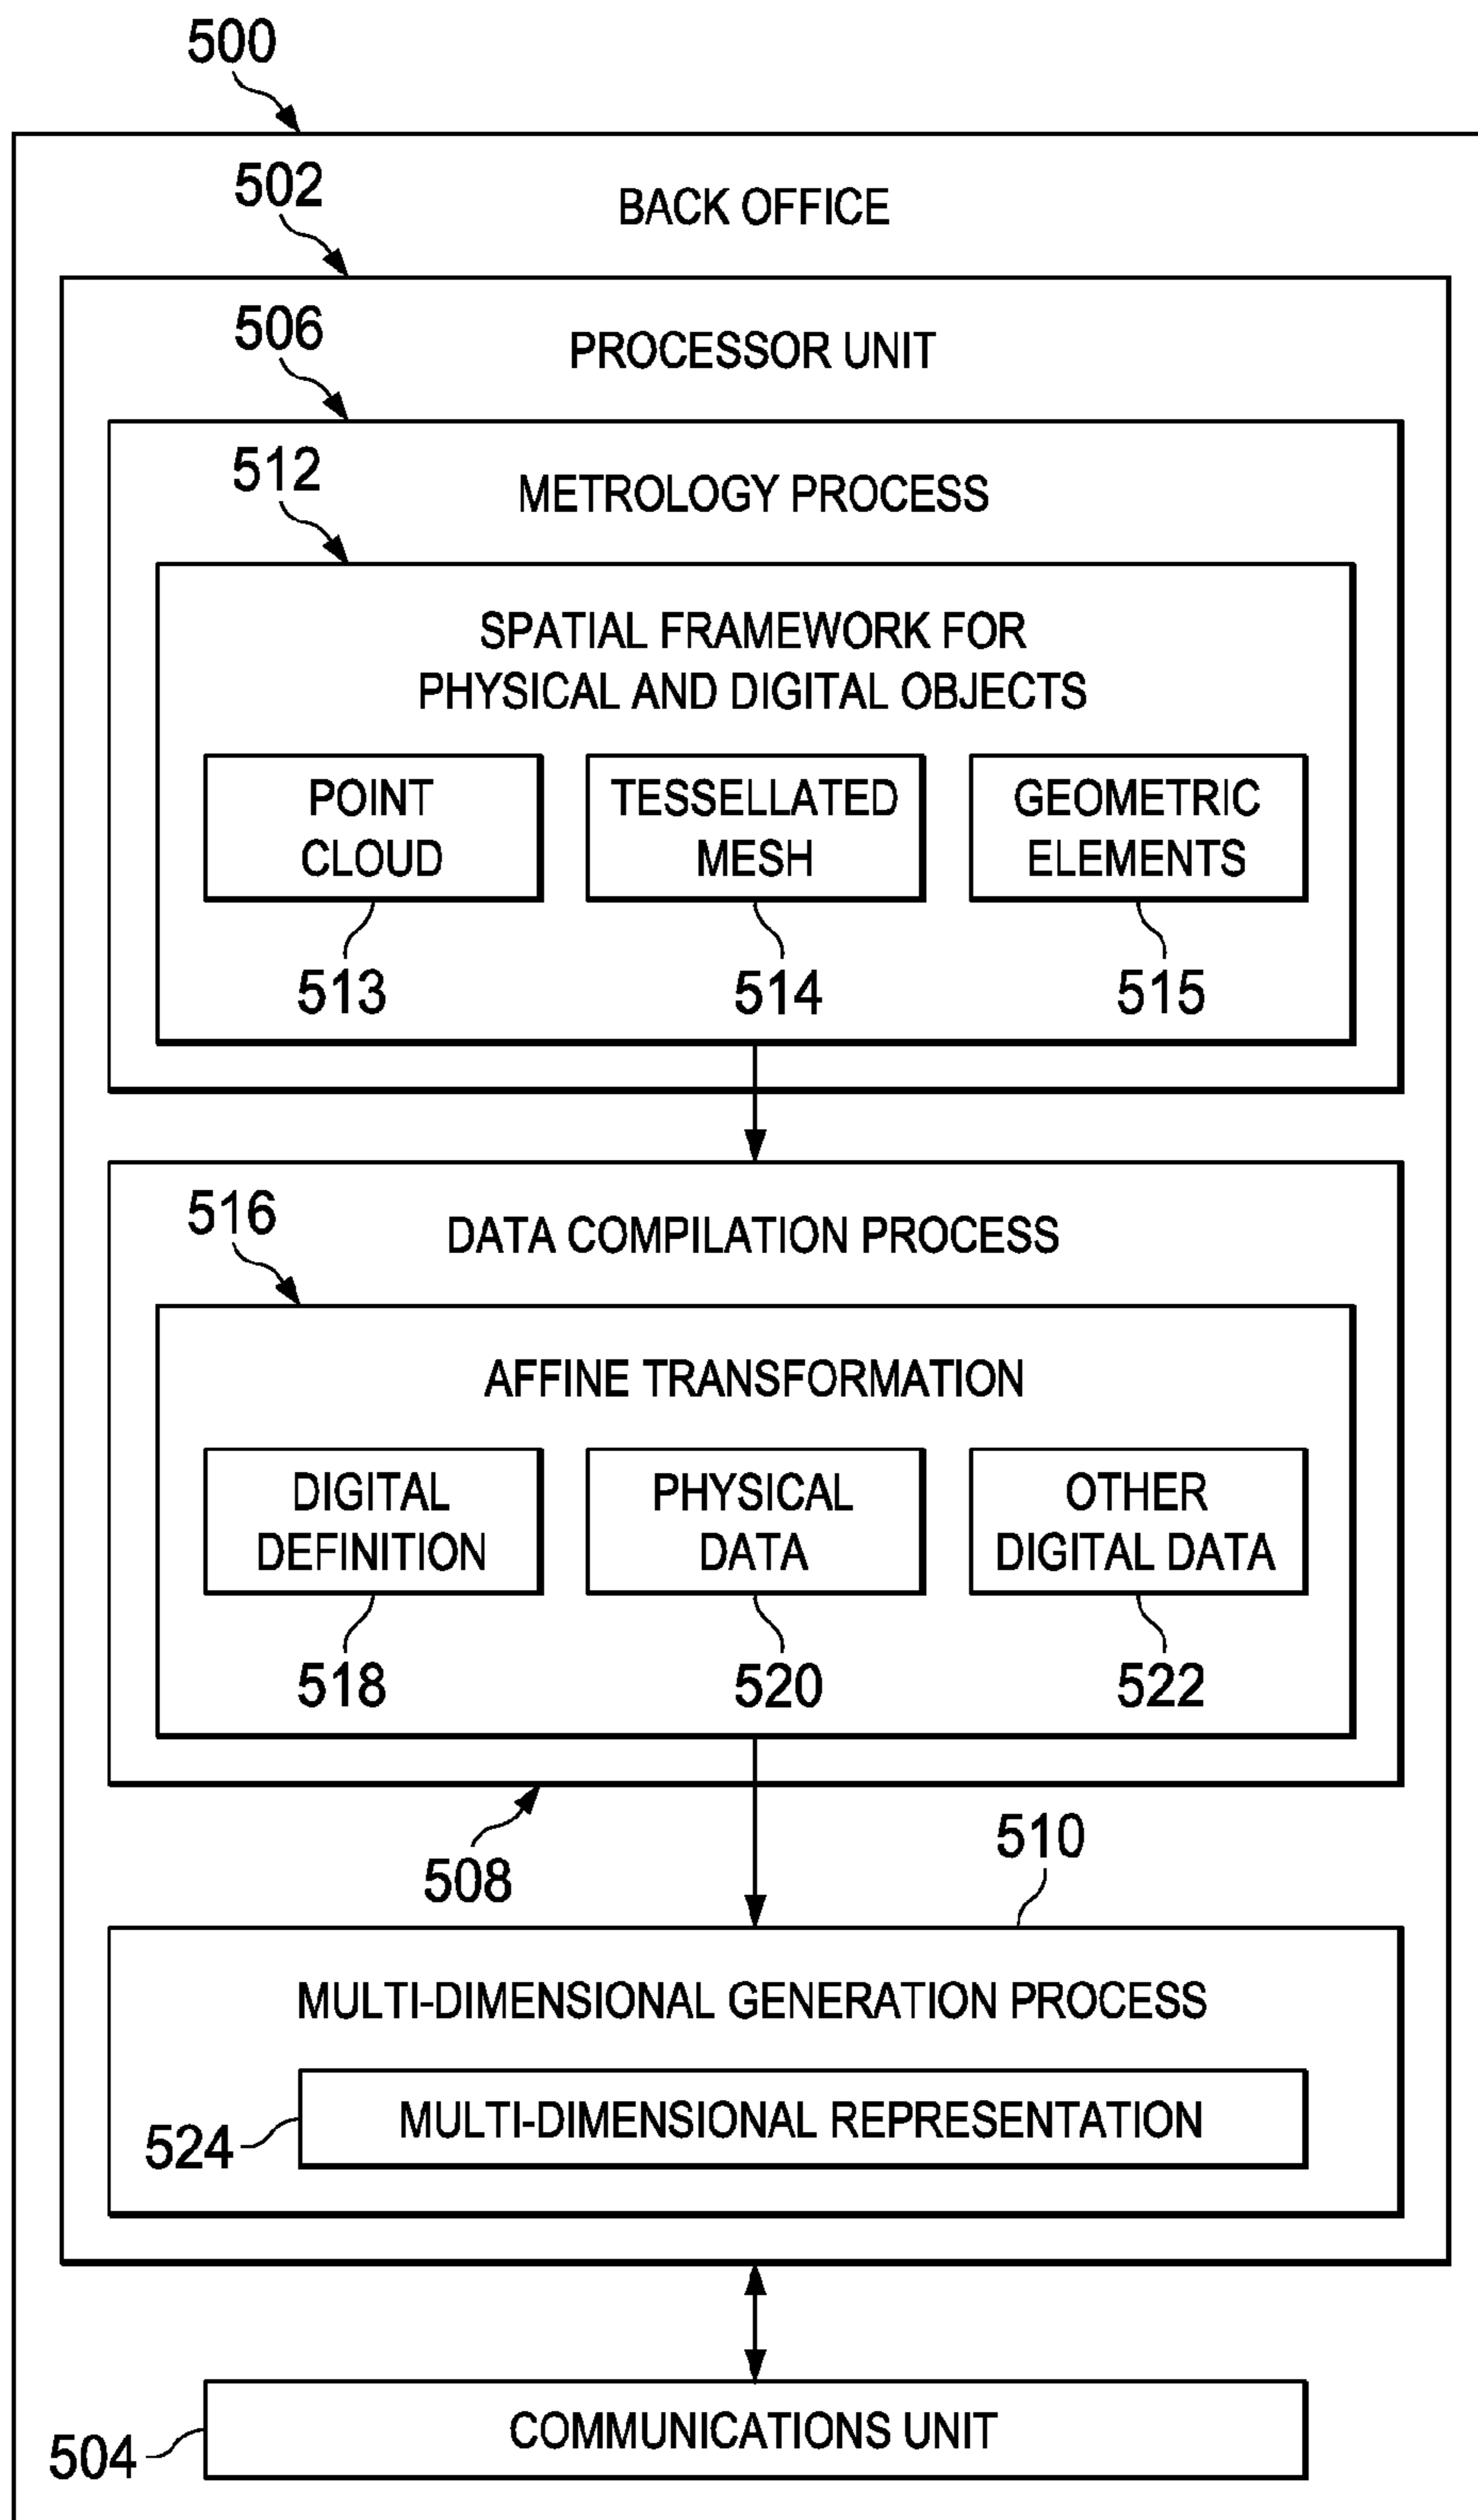 500
502
BACK OFFICE
506
PROCESSOR UNIT
512
METROLOGY PROCESS
SPATIAL FRAMEWORK FOR
PHYSICAL AND DIGITAL OBJECTS
POINT
CLOUD
TESSELLATED
MESH
GEOMETRIC
ELEMENTS
513
514
515
516
DATA COMPILATION PROCESS
AFFINE TRANSFORMATION
DIGITAL
DEFINITION
PHYSICAL
DATA
OTHER
DIGITAL DATA
518
520
522
508
510
MULTI-DIMENSIONAL GENERATION PROCESS
524
MULTI-DIMENSIONAL REPRESENTATION
504
COMMUNICATIONS UNIT